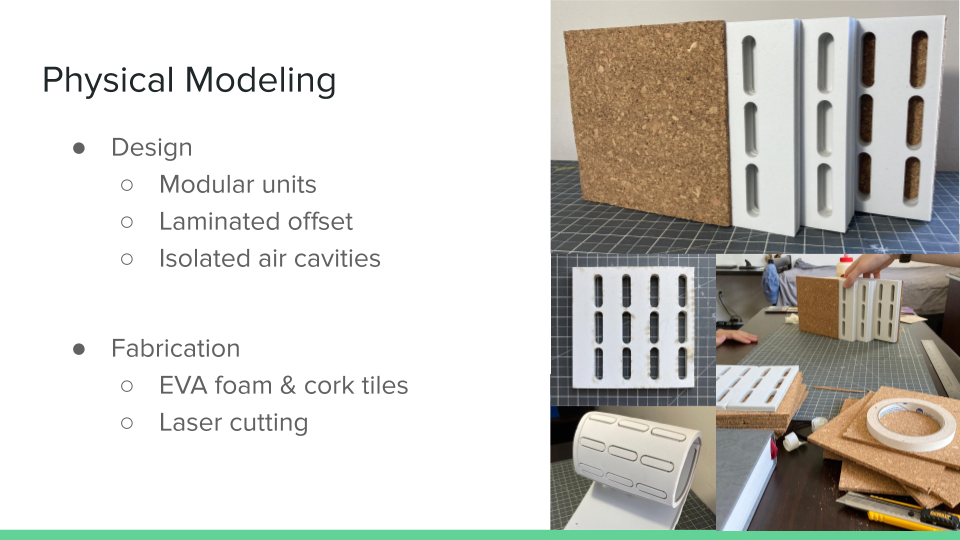 Physical Modeling
● Design
○ Modular units
○ Laminated offset
○ Isolated air cavities
● Fabrication
○ EVA foam & cork tiles
○ Laser cutting